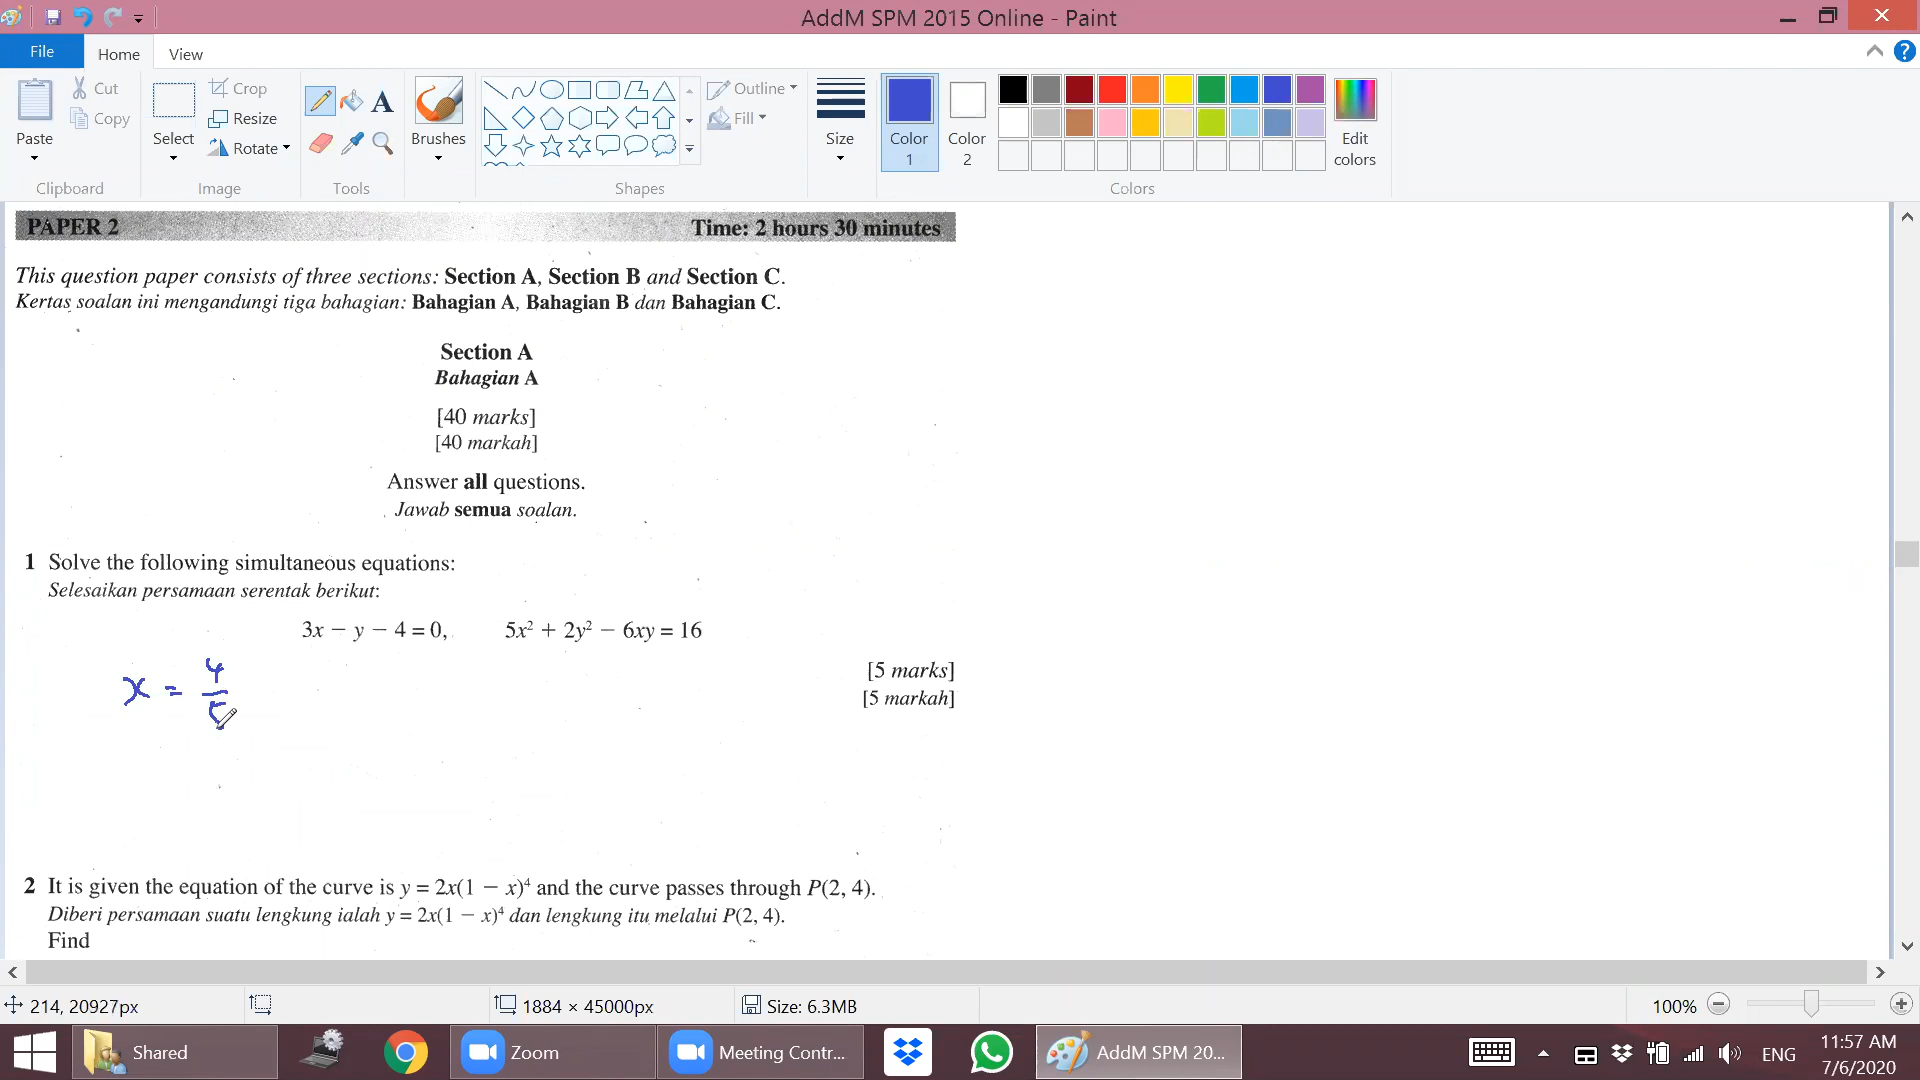 AddM SPM 2015 Online - Paint
File
Home
View
Paste
Cut
Copy
Clipboard
Select
Crop
Resize
Rotate
Image
A
Tools
Brushes
Outline
Fill
Shapes
Size
Color 1
Color 2
Edit colors
Colors
PAPER 2 Time: 2 hours 30 minutes
This question paper consists of three sections: Section A, Section B and Section C.
Kertas soalan ini mengandungi tiga bahagian: Bahagian A, Bahagian B dan Bahagian C.
Section A
Bahagian A
[40 marks]
[40 markah]
Answer all questions.
Jawab semua soalan.
1 Solve the following simultaneous equations:
Selesaikan persamaan serentak berikut:
3x − y − 4 = 0, 5x² + 2y² − 6xy = 16
[5 marks]
[5 markah]
x = 4/5
2 It is given the equation of the curve is y = 2x(1 − x)⁴ and the curve passes through P(2, 4).
Diberi persamaan suatu lengkung ialah y = 2x(1 − x)⁴ dan lengkung itu melalui P(2, 4).
Find
214, 20927px
1884 × 45000px
Size: 6.3MB
100%
Shared
Zoom
Meeting Contr...
AddM SPM 20...
ENG
11:57 AM
7/6/2020